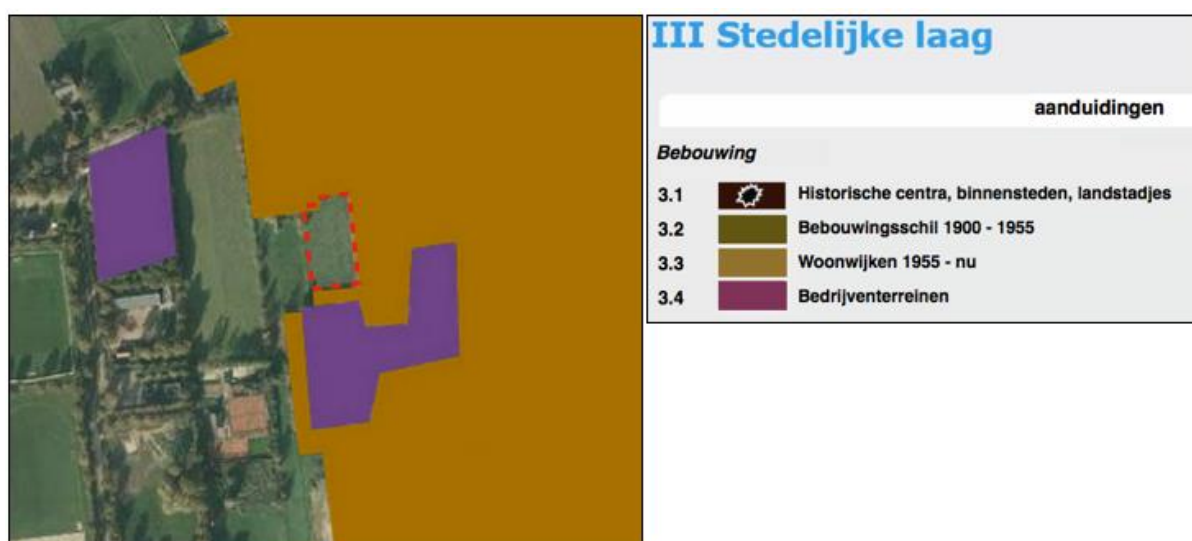 III Stedelijke laag
aanduidingen
Bebouwing
3.1 Historische centra, binnensteden, landstadjes
3.2 Bebouwingsschil 1900 - 1955
3.3 Woonwijken 1955 - nu
3.4 Bedrijventerreinen